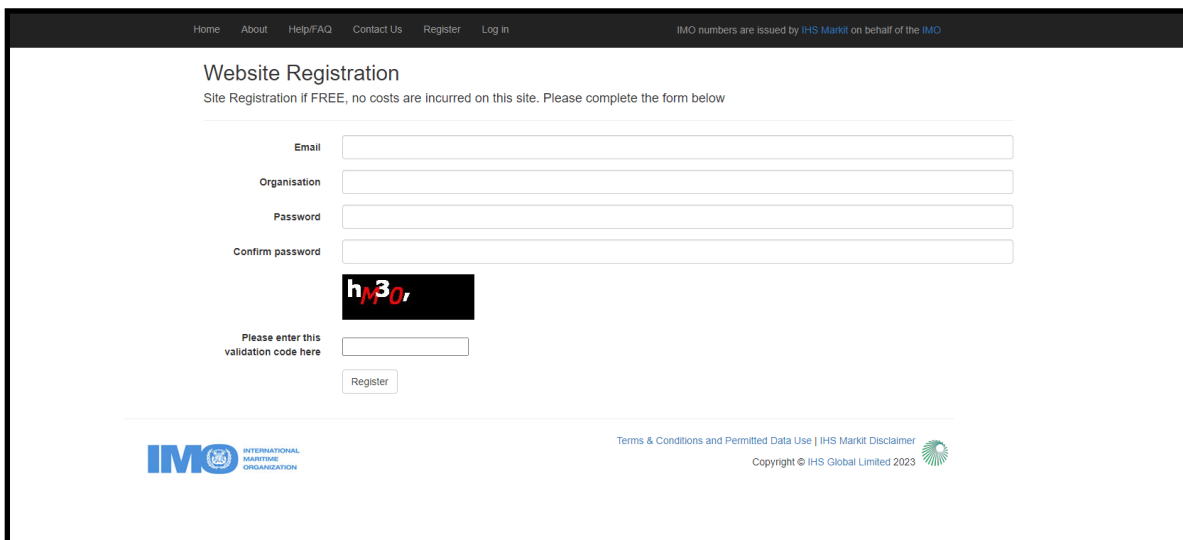 Home About Help/FAQ Contact Us Register Log in IMO numbers are issued by IHS Markit on behalf of the IMO
Website Registration
Site Registration if FREE, no costs are incurred on this site. Please complete the form below
Email
Organisation
Password
Confirm password
hM30,
Please enter this
validation code here
Register
IMO
INTERNATIONAL
MARITIME
ORGANIZATION
Terms & Conditions and Permitted Data Use | IHS Markit Disclaimer
Copyright © IHS Global Limited 2023